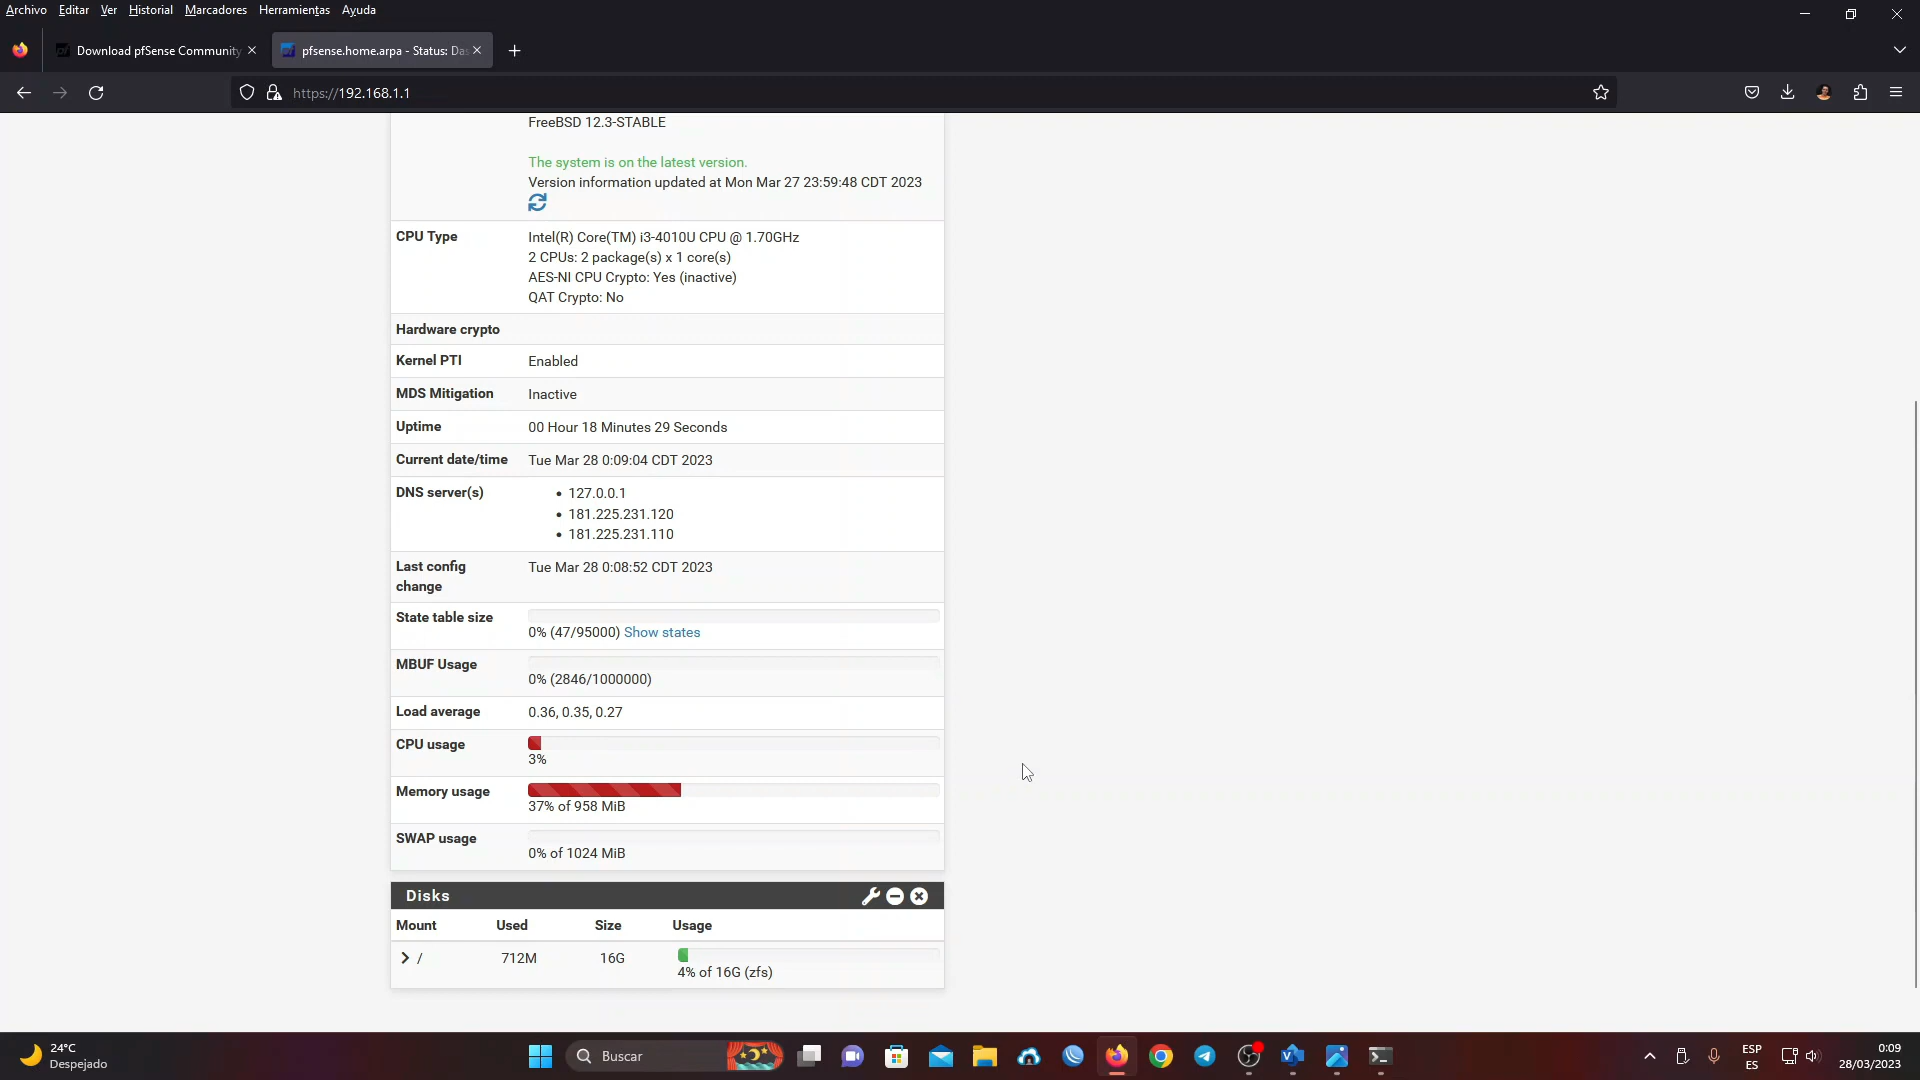 Archivo Editar Ver Historial Marcadores Herramientas Ayuda
Download pfSense Community
pfsense.home.arpa - Status: Das
https://192.168.1.1
FreeBSD 12.3-STABLE
The system is on the latest version.
Version information updated at Mon Mar 27 23:59:48 CDT 2023
CPU Type
Intel(R) Core(TM) i3-4010U CPU @ 1.70GHz
2 CPUs: 2 package(s) x 1 core(s)
AES-NI CPU Crypto: Yes (inactive)
QAT Crypto: No
Hardware crypto
Kernel PTI
Enabled
MDS Mitigation
Inactive
Uptime
00 Hour 18 Minutes 29 Seconds
Current date/time
Tue Mar 28 0:09:04 CDT 2023
DNS server(s)
127.0.0.1
181.225.231.120
181.225.231.110
Last config
change
Tue Mar 28 0:08:52 CDT 2023
State table size
0% (47/95000) Show states
MBUF Usage
0% (2846/1000000)
Load average
0.36, 0.35, 0.27
CPU usage
3%
Memory usage
37% of 958 MiB
SWAP usage
0% of 1024 MiB
Disks
Mount Used Size Usage
/ 712M 16G
4% of 16G (zfs)
24°C
Despejado
Buscar
ESP
ES
0:09
28/03/2023